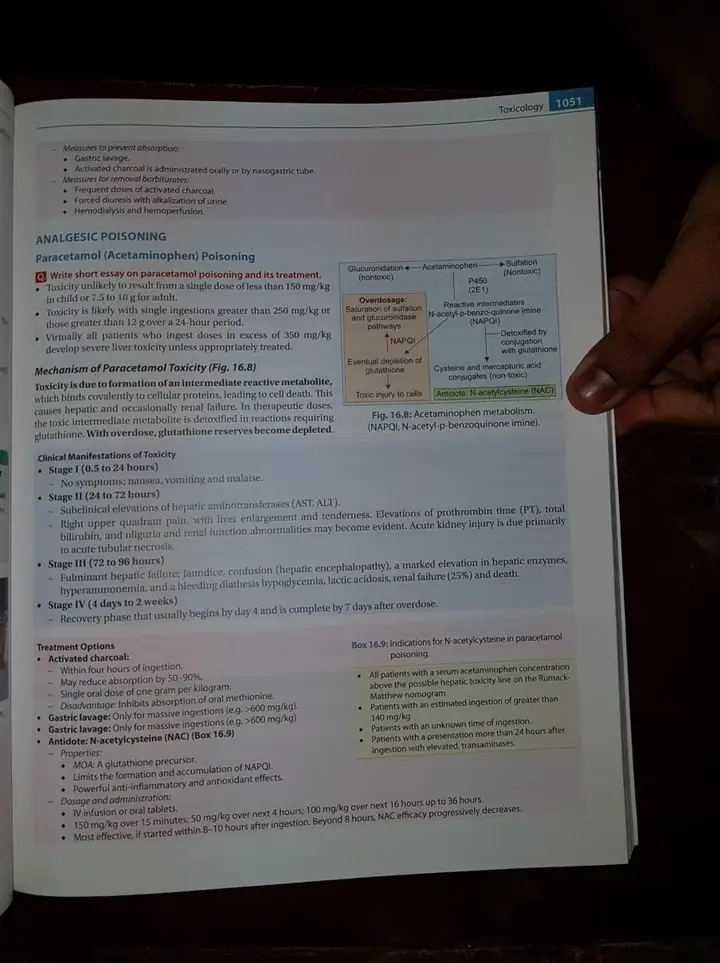 Toxicology 1051
– Measures to prevent absorption:
• Gastric lavage.
• Activated charcoal is administrated orally or by nasogastric tube.
– Measures for removal barbiturates:
• Frequent doses of activated charcoal.
• Forced diuresis with alkalization of urine.
• Hemodialysis and hemoperfusion.
ANALGESIC POISONING
Paracetamol (Acetaminophen) Poisoning
Q. Write short essay on paracetamol poisoning and its treatment.
• Toxicity unlikely to result from a single dose of less than 150 mg/kg
in child or 7.5 to 10 g for adult.
• Toxicity is likely with single ingestions greater than 250 mg/kg or
those greater than 12 g over a 24-hour period.
• Virtually all patients who ingest doses in excess of 350 mg/kg
develop severe liver toxicity unless appropriately treated.
Mechanism of Paracetamol Toxicity (Fig. 16.8)
Toxicity is due to formation of an intermediate reactive metabolite,
which binds covalently to cellular proteins, leading to cell death. This
causes hepatic and occasionally renal failure. In therapeutic doses,
the toxic intermediate metabolite is detoxified in reactions requiring
glutathione. With overdose, glutathione reserves become depleted.
Glucuronidation Acetaminophen Sulfation
(nontoxic) (Nontoxic)
P450
(2E1)
Overdosage:
Saturation of sulfation
and glucuronidase
pathways
Reactive intermediates
N-acetyl-p-benzo-quinone imine
(NAPQI)
NAPQI
Detoxified by
conjugation
with glutathione
Eventual depletion of
glutathione
Cysteine and mercapturic acid
conjugates (non-toxic)
Toxic injury to cells
Antidote: N-acetylcysteine (NAC)
Fig. 16.8: Acetaminophen metabolism.
(NAPQI, N-acetyl-p-benzoquinone imine).
Clinical Manifestations of Toxicity
• Stage I (0.5 to 24 hours)
– No symptoms; nausea, vomiting and malaise.
• Stage II (24 to 72 hours)
– Subclinical elevations of hepatic aminotransferases (AST, ALT).
– Right upper quadrant pain, with liver enlargement and tenderness. Elevations of prothrombin time (PT), total
bilirubin, and oliguria and renal function abnormalities may become evident. Acute kidney injury is due primarily
to acute tubular necrosis.
• Stage III (72 to 96 hours)
– Fulminant hepatic failure: Jaundice, confusion (hepatic encephalopathy), a marked elevation in hepatic enzymes,
hyperammonemia, and a bleeding diathesis hypoglycemia, lactic acidosis, renal failure (25%) and death.
• Stage IV (4 days to 2 weeks)
– Recovery phase that usually begins by day 4 and is complete by 7 days after overdose.
Treatment Options
• Activated charcoal:
– Within four hours of ingestion.
– May reduce absorption by 50–90%.
– Single oral dose of one gram per kilogram.
– Disadvantage: Inhibits absorption of oral methionine.
• Gastric lavage: Only for massive ingestions (e.g. >600 mg/kg).
• Gastric lavage: Only for massive ingestions (e.g. >600 mg/kg).
• Antidote: N-acetylcysteine (NAC) (Box 16.9)
– Properties:
• MOA: A glutathione precursor.
• Limits the formation and accumulation of NAPQI.
• Powerful anti-inflammatory and antioxidant effects.
– Dosage and administration:
• IV infusion or oral tablets.
• 150 mg/kg over 15 minutes; 50 mg/kg over next 4 hours; 100 mg/kg over next 16 hours up to 36 hours.
• Most effective, if started within 8–10 hours after ingestion. Beyond 8 hours, NAC efficacy progressively decreases.
Box 16.9: Indications for N-acetylcysteine in paracetamol
poisoning.
• All patients with a serum acetaminophen concentration
above the possible hepatic toxicity line on the Rumack-
Matthew nomogram
• Patients with an estimated ingestion of greater than
140 mg/kg
• Patients with an unknown time of ingestion.
• Patients with a presentation more than 24 hours after
ingestion with elevated, transaminases.